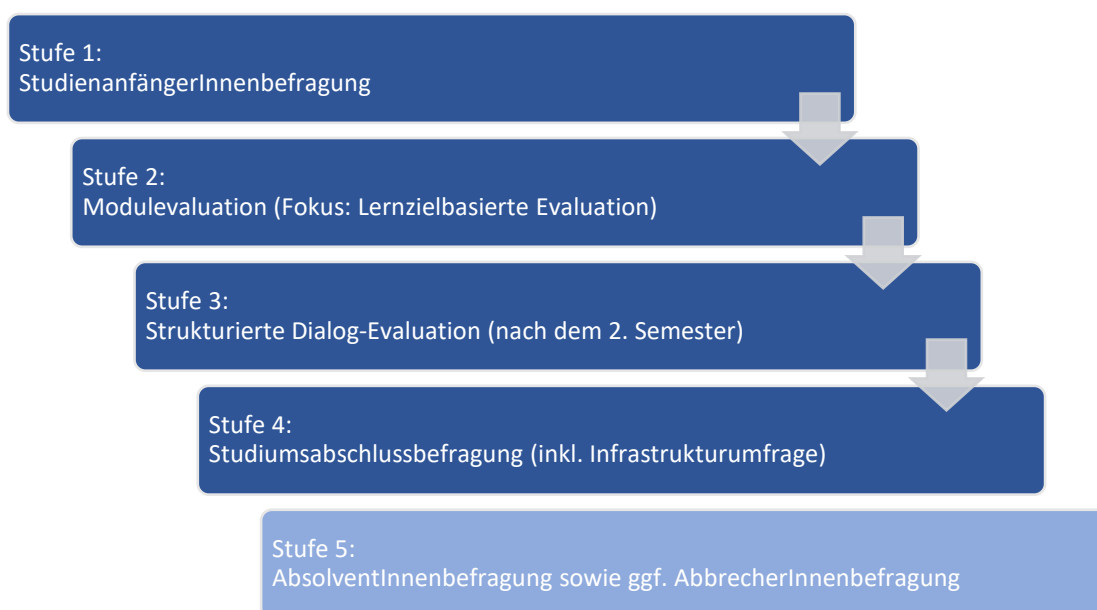 Stufe 1:
StudienanfängerInnenbefragung
Stufe 2:
Modulevaluation (Fokus: Lernzielbasierte Evaluation)
Stufe 3:
Strukturierte Dialog-Evaluation (nach dem 2. Semester)
Stufe 4:
Studiumsabschlussbefragung (inkl. Infrastrukturumfrage)
Stufe 5:
AbsolventInnenbefragung sowie ggf. AbbrecherInnenbefragung